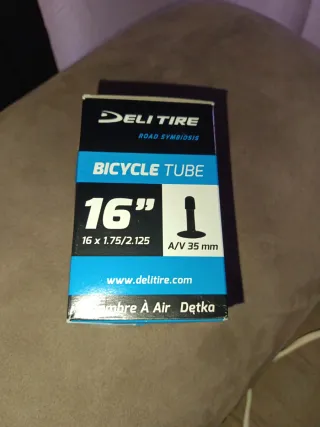 DELI TIRE
ROAD SYMBIOSIS
BICYCLE TUBE
16”
16 x 1.75/2.125
A/V 35 mm
www.delitire.com
À Air Dętka